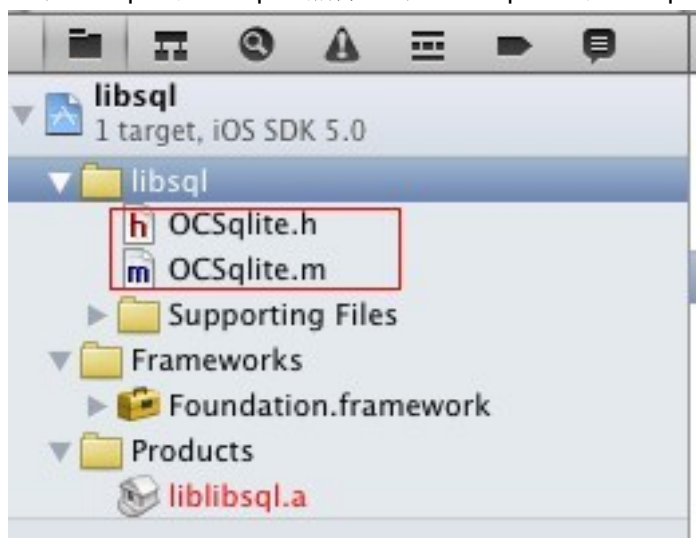 libsql
1 target, iOS SDK 5.0
libsql
h OCSqlite.h
m OCSqlite.m
Supporting Files
Frameworks
Foundation.framework
Products
liblibsql.a